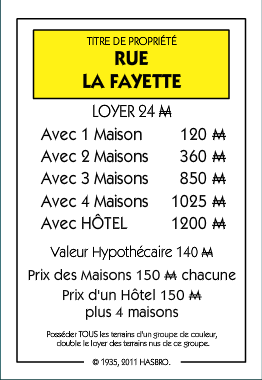 TITRE DE PROPRIÉTÉ
RUE
LA FAYETTE
LOYER 24 ₩
Avec 1 Maison 120 ₩
Avec 2 Maisons 360 ₩
Avec 3 Maisons 850 ₩
Avec 4 Maisons 1025 ₩
Avec HÔTEL 1200 ₩
Valeur Hypothécaire 140 ₩
Prix des Maisons 150 ₩ chacune
Prix d'un Hôtel 150 ₩
plus 4 maisons
Posséder TOUS les terrains d'un groupe de couleur,
double le loyer des terrains nus de ce groupe.
© 1935, 2011 HASBRO.